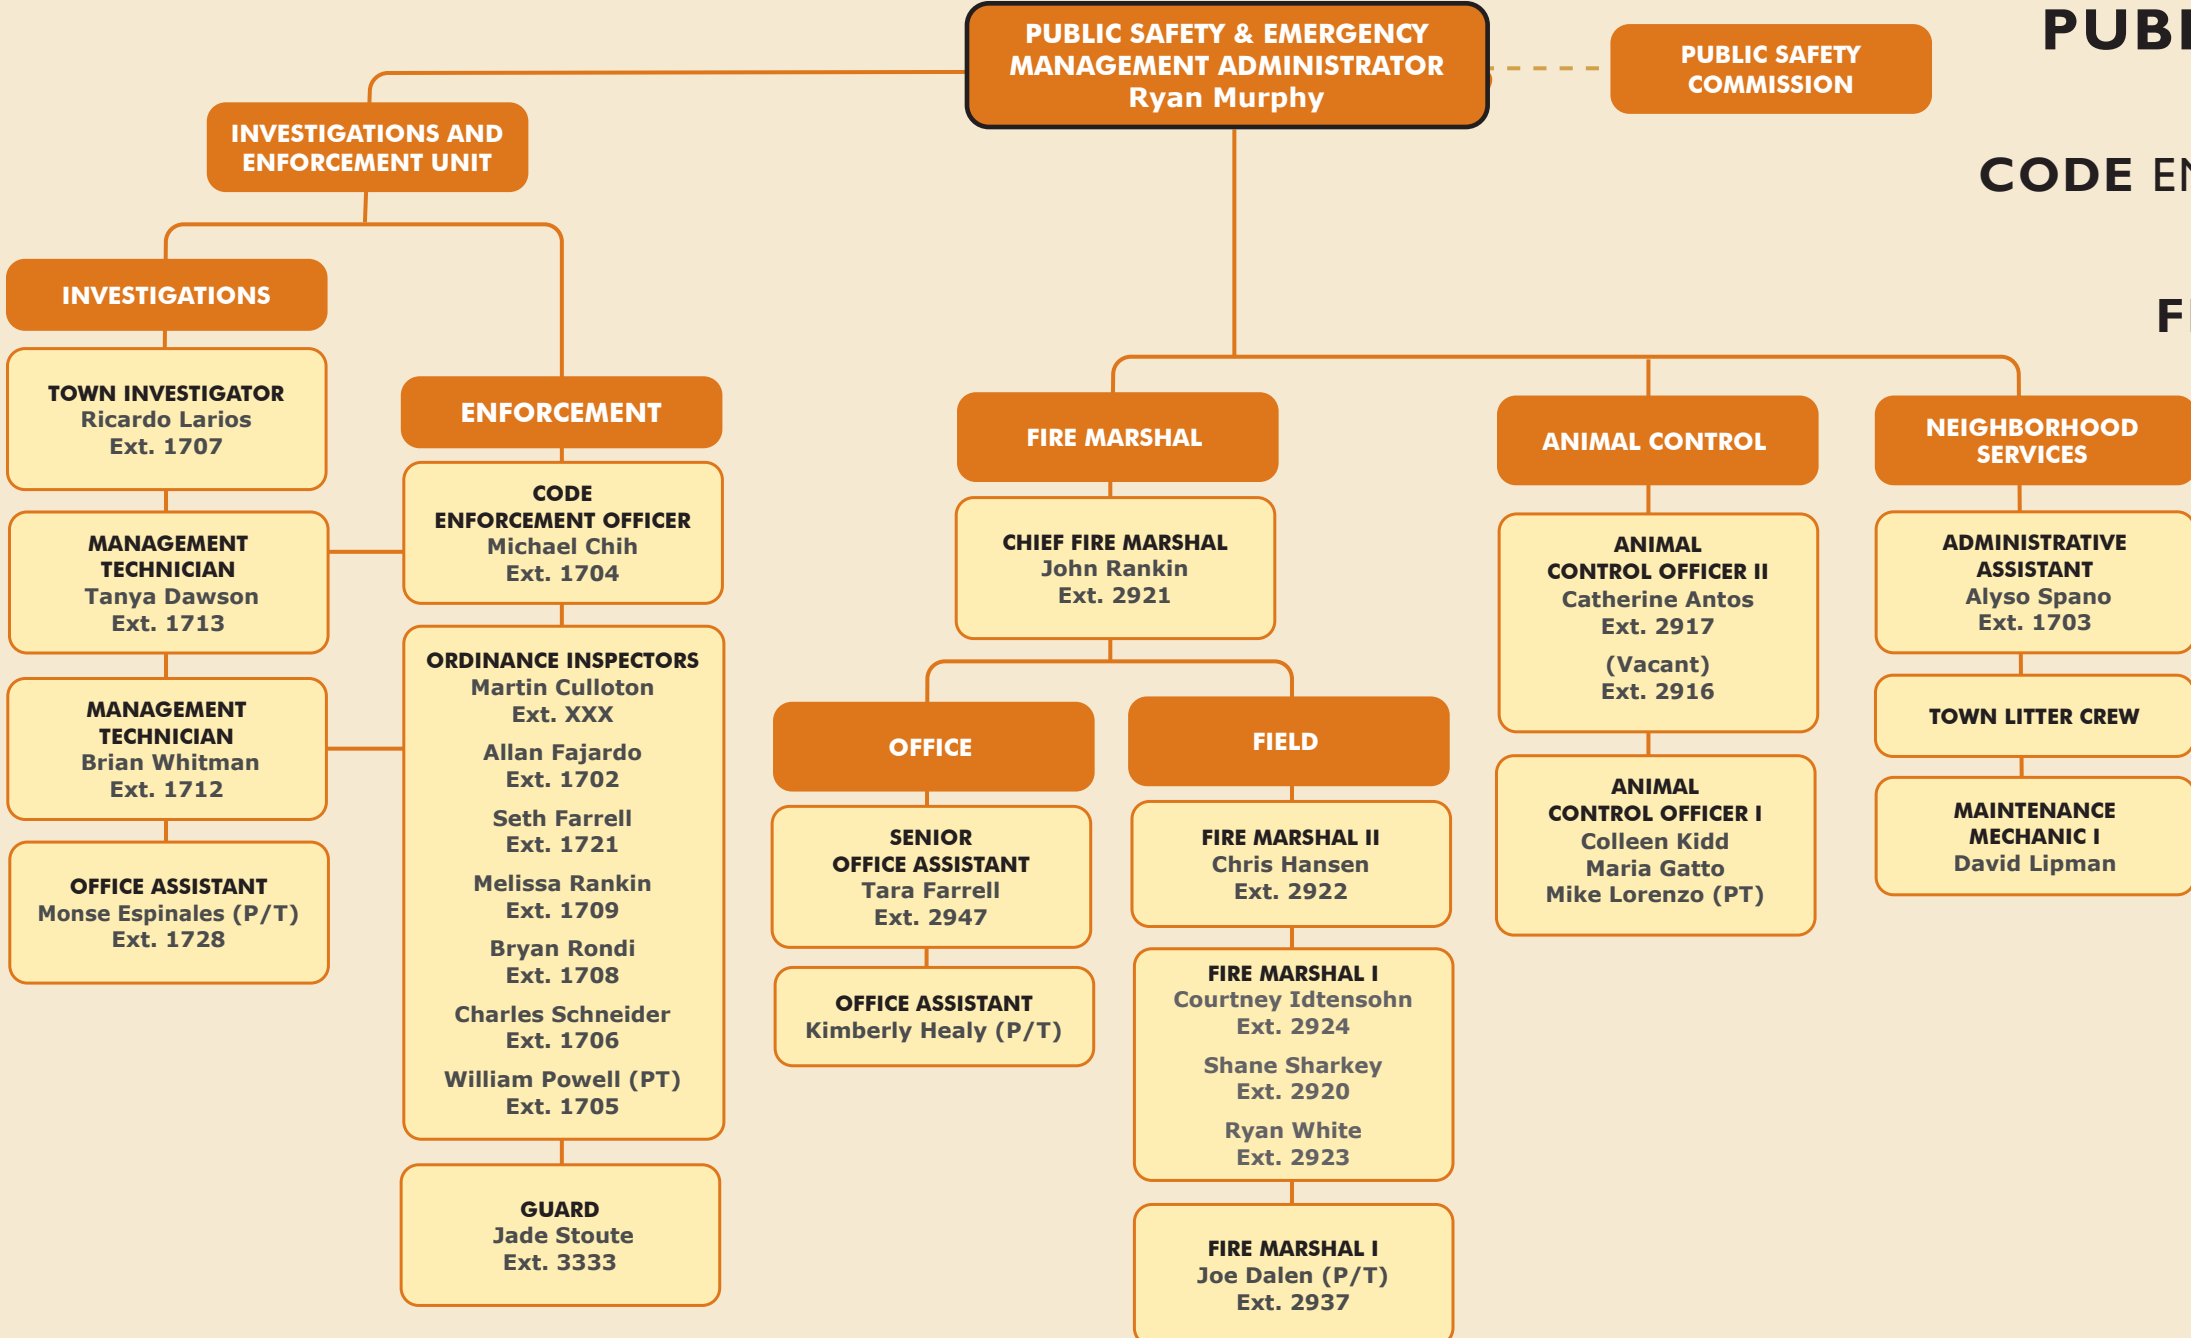 PUBLIC SAFETY & EMERGENCY
MANAGEMENT ADMINISTRATOR
Ryan Murphy
PUBLIC SAFETY
COMMISSION
PUB
CODE EN
F
INVESTIGATIONS AND
ENFORCEMENT UNIT
INVESTIGATIONS
TOWN INVESTIGATOR
Ricardo Larios
Ext. 1707
MANAGEMENT
TECHNICIAN
Tanya Dawson
Ext. 1713
MANAGEMENT
TECHNICIAN
Brian Whitman
Ext. 1712
OFFICE ASSISTANT
Monse Espinales (P/T)
Ext. 1728
ENFORCEMENT
CODE
ENFORCEMENT OFFICER
Michael Chih
Ext. 1704
ORDINANCE INSPECTORS
Martin Culloton
Ext. XXX
Allan Fajardo
Ext. 1702
Seth Farrell
Ext. 1721
Melissa Rankin
Ext. 1709
Bryan Rondi
Ext. 1708
Charles Schneider
Ext. 1706
William Powell (PT)
Ext. 1705
GUARD
Jade Stoute
Ext. 3333
FIRE MARSHAL
CHIEF FIRE MARSHAL
John Rankin
Ext. 2921
OFFICE
SENIOR
OFFICE ASSISTANT
Tara Farrell
Ext. 2947
OFFICE ASSISTANT
Kimberly Healy (P/T)
FIELD
FIRE MARSHAL II
Chris Hansen
Ext. 2922
FIRE MARSHAL I
Courtney Idtensohn
Ext. 2924
Shane Sharkey
Ext. 2920
Ryan White
Ext. 2923
FIRE MARSHAL I
Joe Dalen (P/T)
Ext. 2937
ANIMAL CONTROL
ANIMAL
CONTROL OFFICER II
Catherine Antos
Ext. 2917
(Vacant)
Ext. 2916
ANIMAL
CONTROL OFFICER I
Colleen Kidd
Maria Gatto
Mike Lorenzo (PT)
NEIGHBORHOOD
SERVICES
ADMINISTRATIVE
ASSISTANT
Alyso Spano
Ext. 1703
TOWN LITTER CREW
MAINTENANCE
MECHANIC I
David Lipman